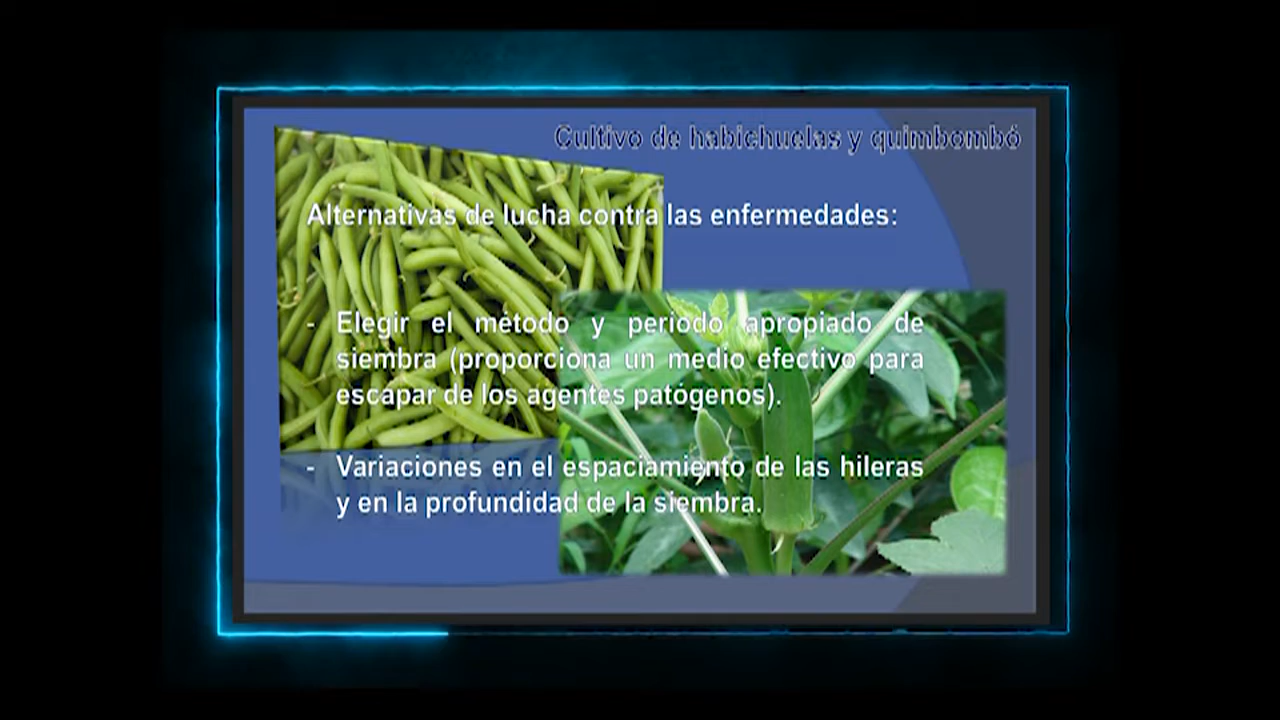 Cultivo de habichuelas y quimbombó
Alternativas de lucha contra las enfermedades:
- Elegir el método y periodo apropiado de
siembra (proporciona un medio efectivo para
escapar de los agentes patógenos).
- Variaciones en el espaciamiento de las hileras
y en la profundidad de la siembra.